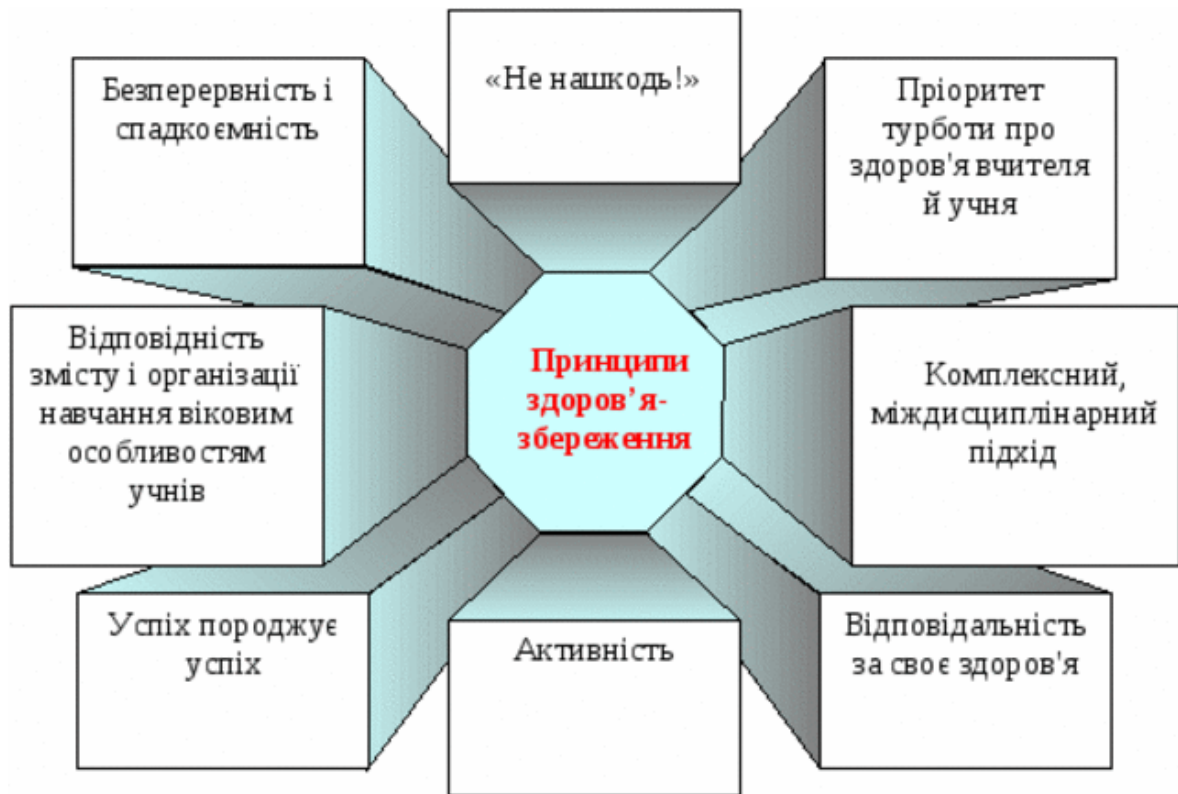 «Не нашкодь!»
Безперервність і
спадкоємність
Пріоритет
турботи про
здоров'я вчителя
й учня
Відповідність
змісту і організації
навчання віковим
особливостям
учнів
Принципи
здоров’я-
збереження
Комплексний,
міждисциплінарний
підхід
Успіх породжує
успіх
Активність
Відповідальність
за своє здоров'я